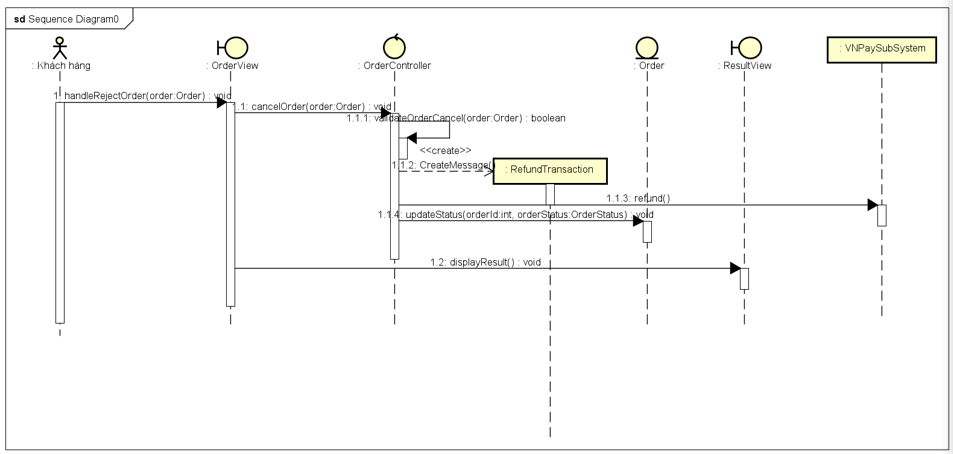 sd Sequence Diagram0
: Khách hàng
: OrderView
: OrderController
: Order
: ResultView
: VNPaySubSystem
1: handleRejectOrder(order:Order) : void
1.1: cancelOrder(order:Order) : void
1.1.1: validateOrderCancel(order:Order) : boolean
<<create>>
1.1.2: CreateMessage()
: RefundTransaction
1.1.3: refund()
1.1.4: updateStatus(orderId:int, orderStatus:OrderStatus) : void
1.2: displayResult() : void